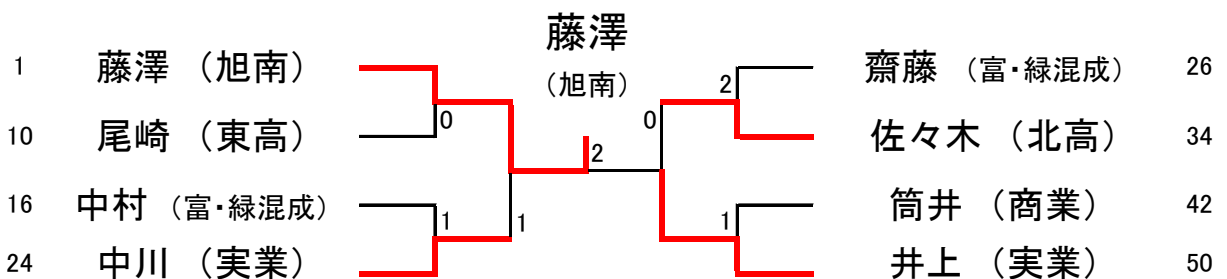 藤澤
(旭南)
1 藤澤 (旭南)
10 尾崎 (東高)
16 中村 (富・緑混成)
24 中川 (実業)
0
1
1
2
0
2
1
齋藤 (富・緑混成) 26
佐々木 (北高) 34
筒井 (商業) 42
井上 (実業) 50